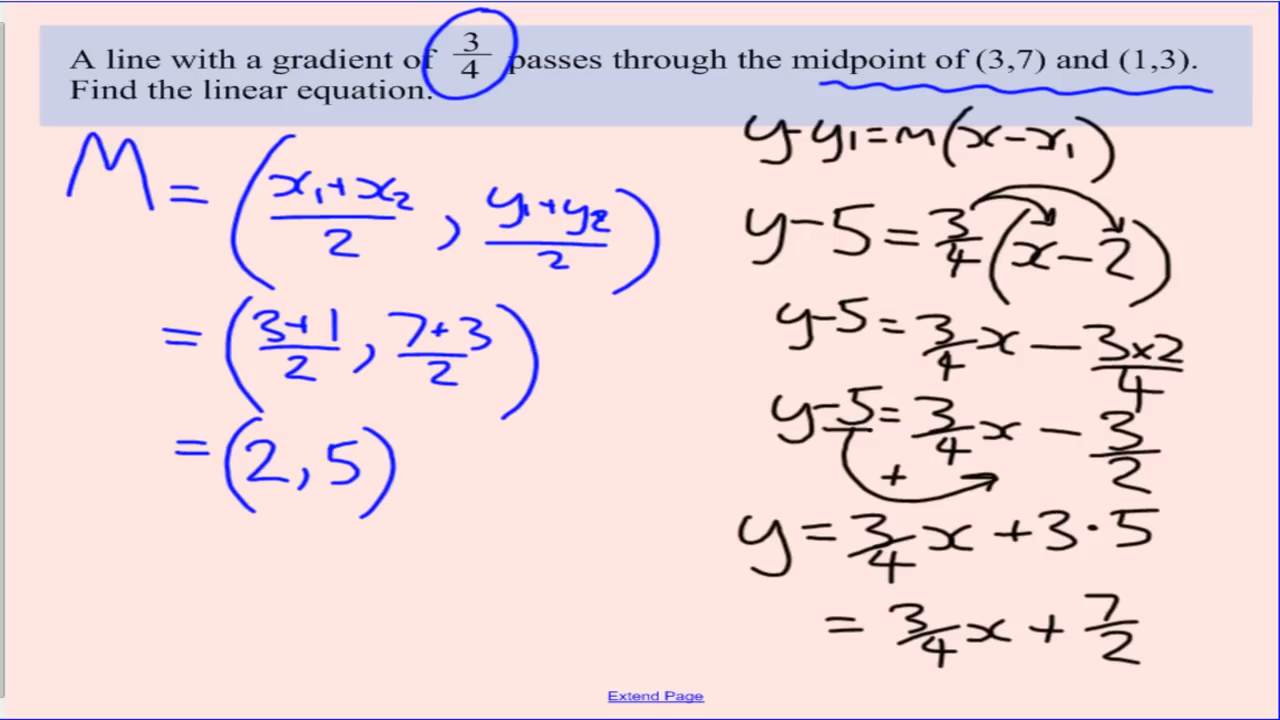 A line with a gradient of 3/4 passes through the midpoint of (3,7) and (1,3).
Find the linear equation.
M = ( (x₁+x₂)/2 , (y₁+y₂)/2 )
= ( (3+1)/2 , (7+3)/2 )
= (2, 5)
y-y₁=m(x-x₁)
y-5=3/4(x-2)
y-5=3/4x-(3×2)/4
y-5=3/4x-3/2
+
y=3/4x+3·5
=3/4x+7/2
Extend Page